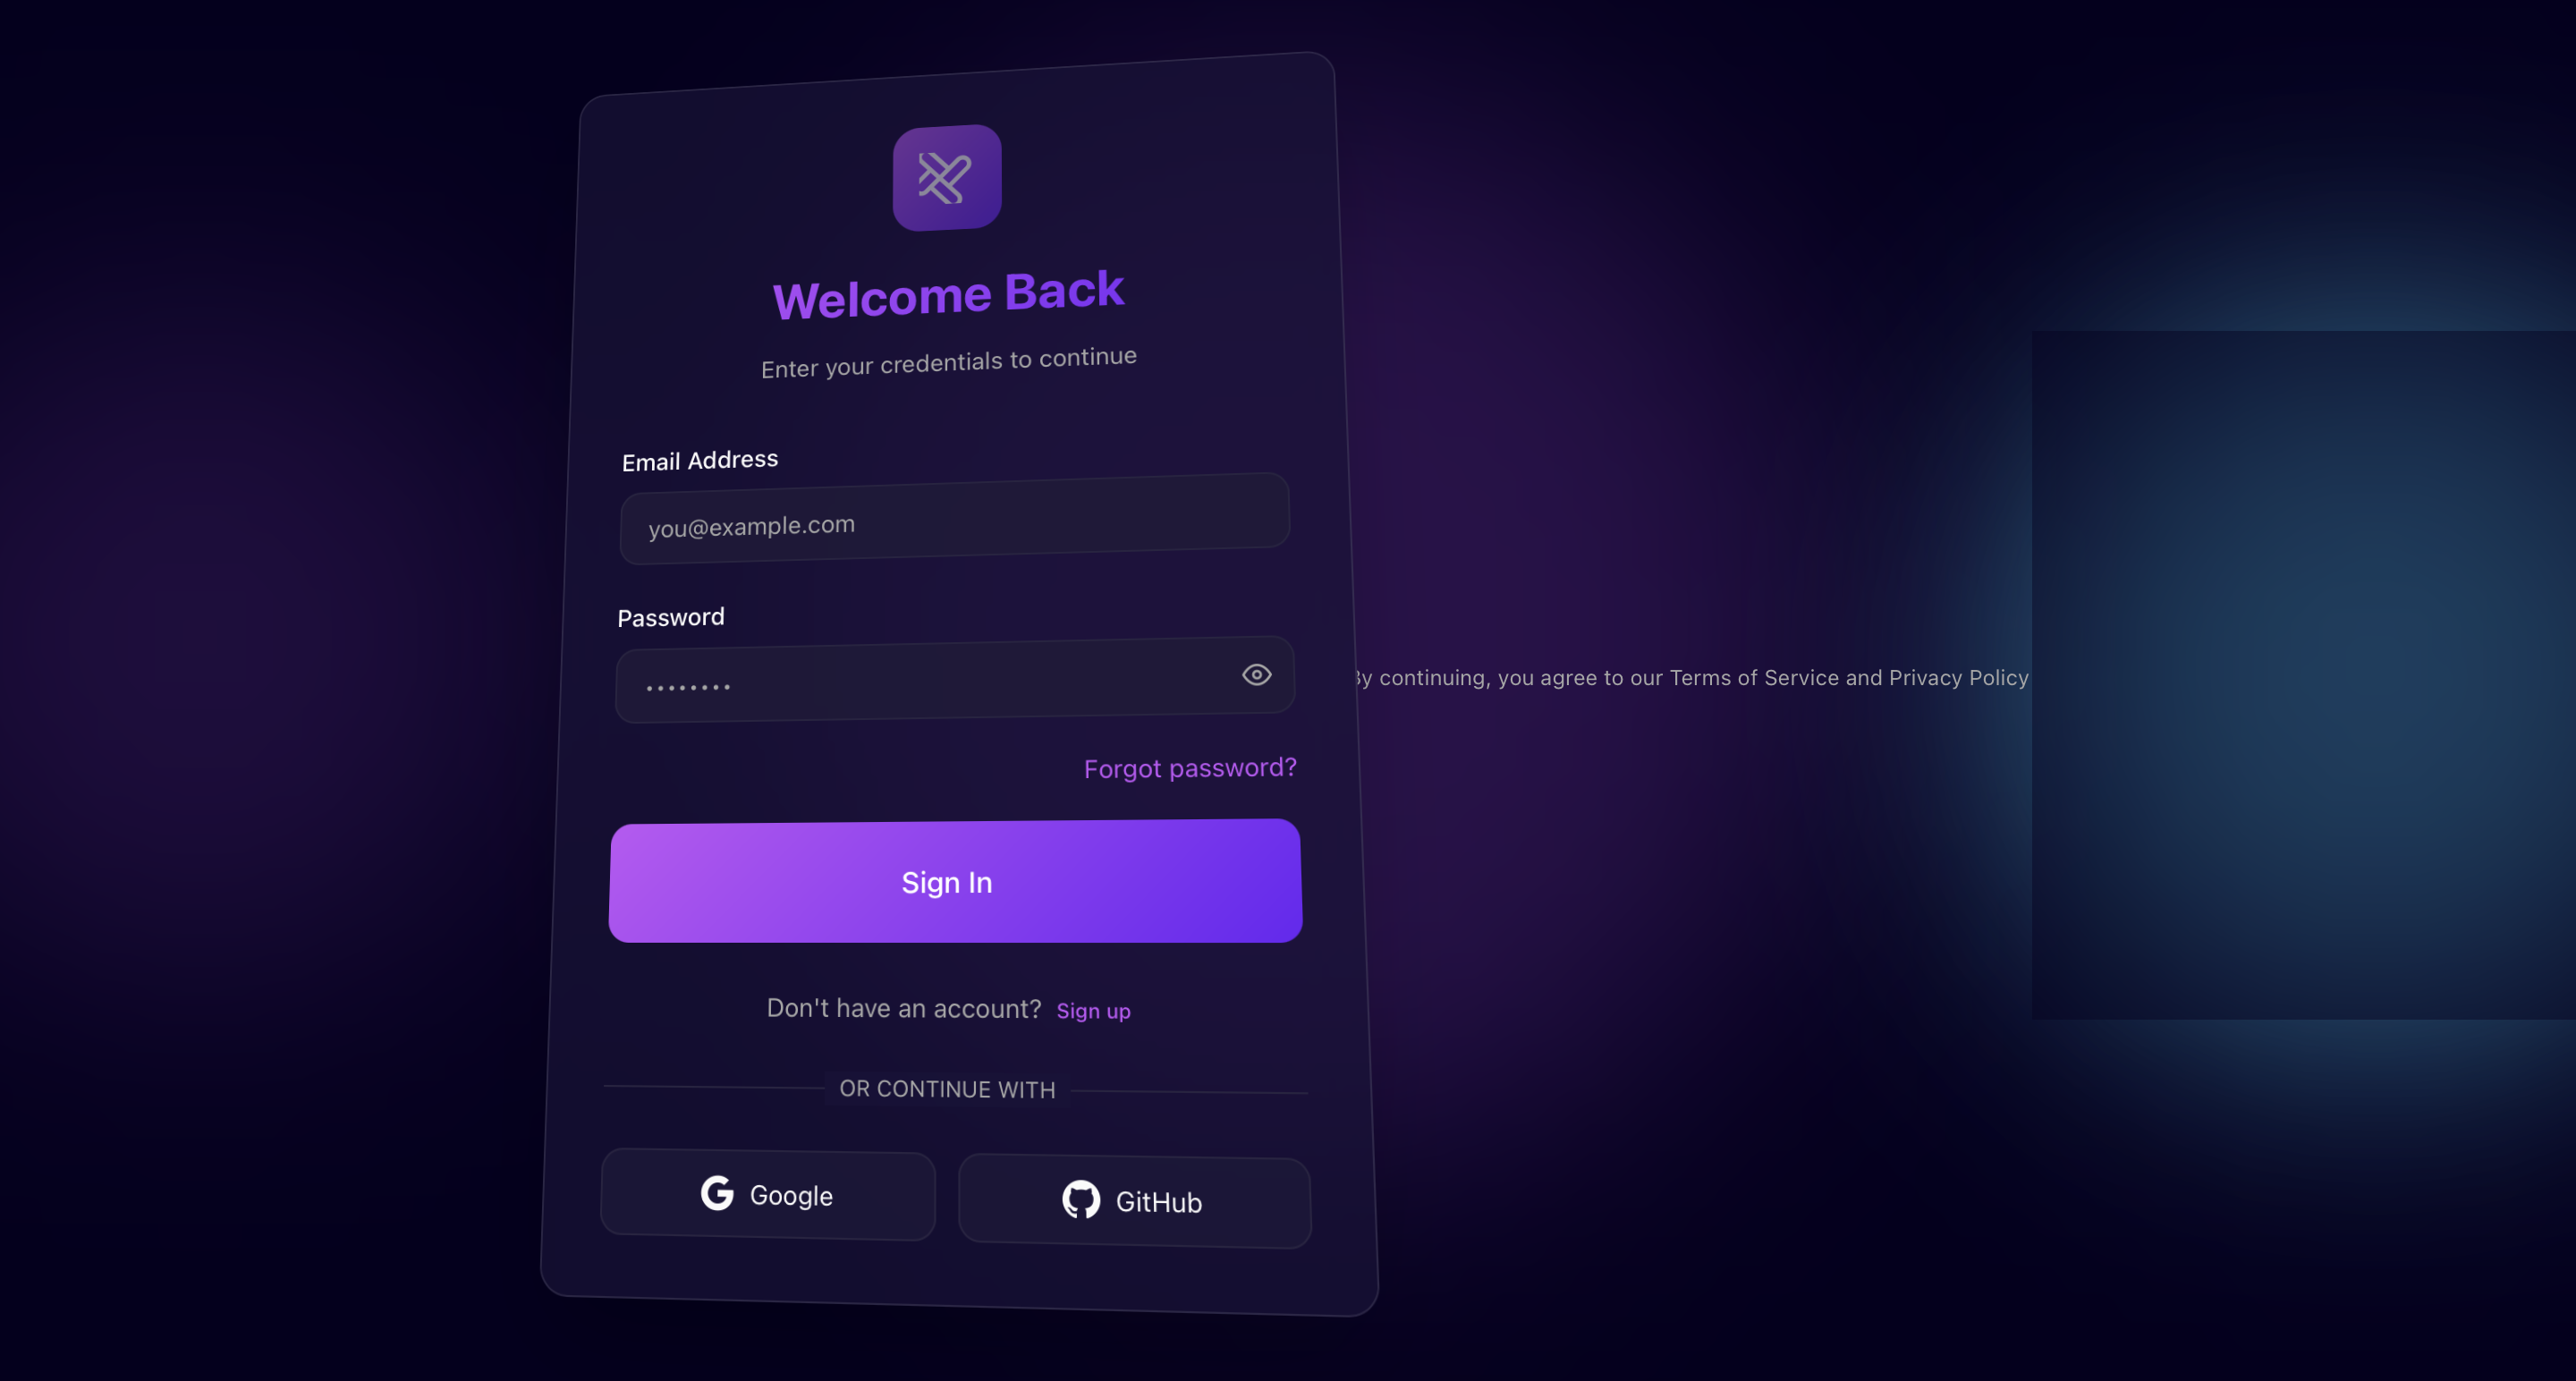 Welcome Back
Enter your credentials to continue
Email Address
you@example.com
Password
••••••••
Forgot password?
Sign In
Don't have an account? Sign up
OR CONTINUE WITH
Google
GitHub
By continuing, you agree to our Terms of Service and Privacy Policy